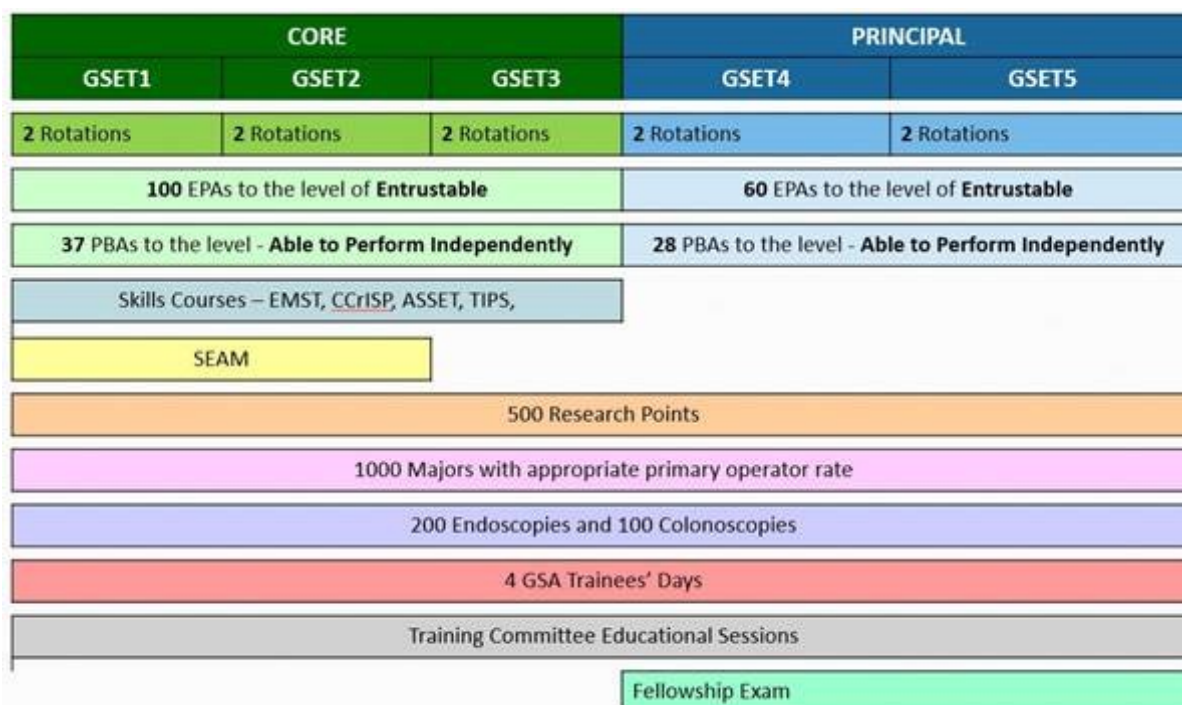 CORE PRINCIPAL
GSET1 GSET2 GSET3 GSET4 GSET5
2 Rotations 2 Rotations 2 Rotations 2 Rotations 2 Rotations
100 EPAs to the level of Entrustable 60 EPAs to the level of Entrustable
37 PBAs to the level - Able to Perform Independently 28 PBAs to the level - Able to Perform Independently
Skills Courses – EMST, CCrISP, ASSET, TIPS,
SEAM
500 Research Points
1000 Majors with appropriate primary operator rate
200 Endoscopies and 100 Colonoscopies
4 GSA Trainees’ Days
Training Committee Educational Sessions
Fellowship Exam